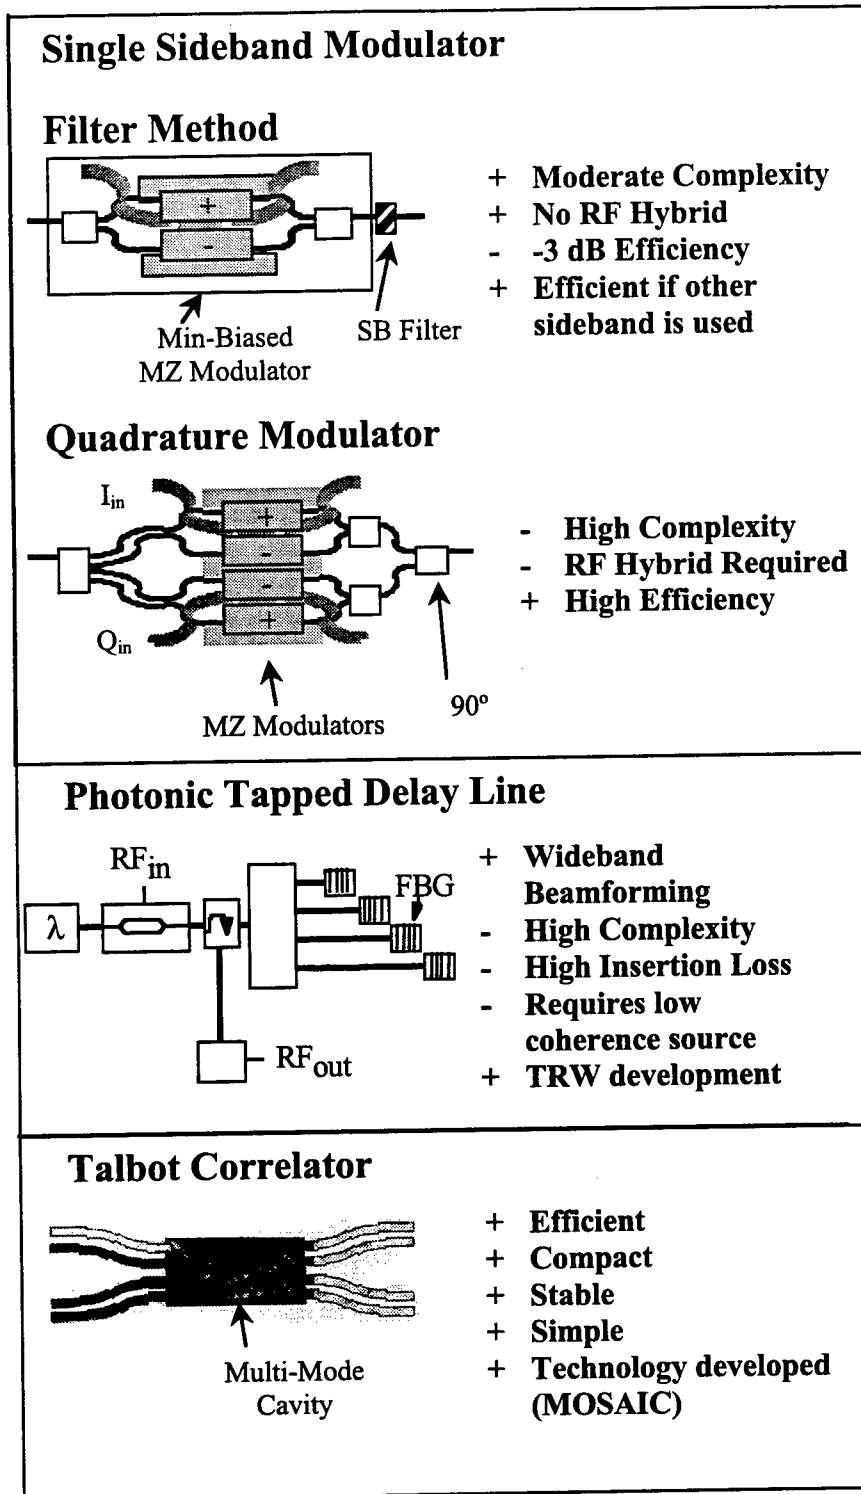 Single Sideband Modulator
Filter Method
+
-
Min-Biased
MZ Modulator
SB Filter
+ Moderate Complexity
+ No RF Hybrid
- -3 dB Efficiency
+ Efficient if other
sideband is used
Quadrature Modulator
Iin
+
-
-
+
Qin
MZ Modulators
90º
- High Complexity
- RF Hybrid Required
+ High Efficiency
Photonic Tapped Delay Line
RFin
λ
FBG
RFout
+ Wideband
Beamforming
- High Complexity
- High Insertion Loss
- Requires low
coherence source
+ TRW development
Talbot Correlator
Multi-Mode
Cavity
+ Efficient
+ Compact
+ Stable
+ Simple
+ Technology developed
(MOSAIC)